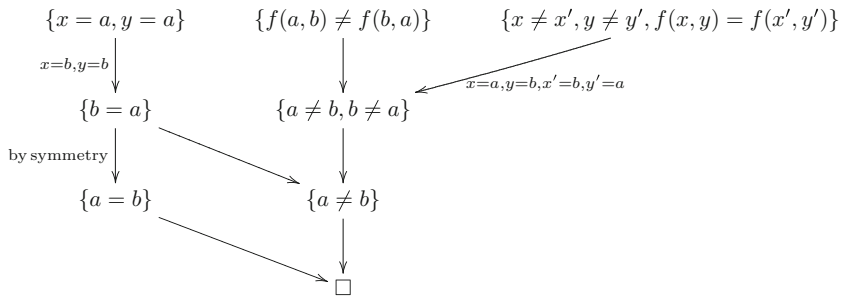 {x = a, y = a} {f(a, b) ≠ f(b, a)} {x ≠ x′, y ≠ y′, f(x, y) = f(x′, y′)}
x=b,y=b
x=a,y=b,x′=b,y′=a
{b = a} {a ≠ b, b ≠ a}
by symmetry
{a = b} {a ≠ b}
□